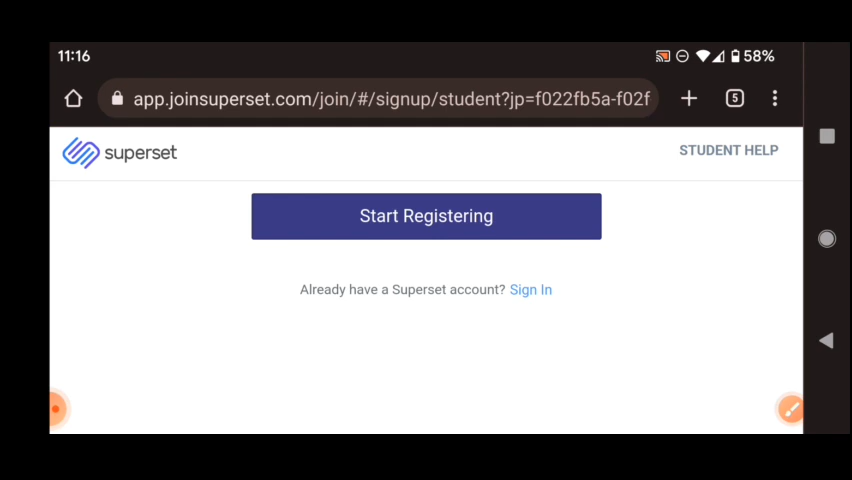 11:16
58%
app.joinsuperset.com/join/#/signup/student?jp=f022fb5a-f02f
5
superset
STUDENT HELP
Start Registering
Already have a Superset account? Sign In